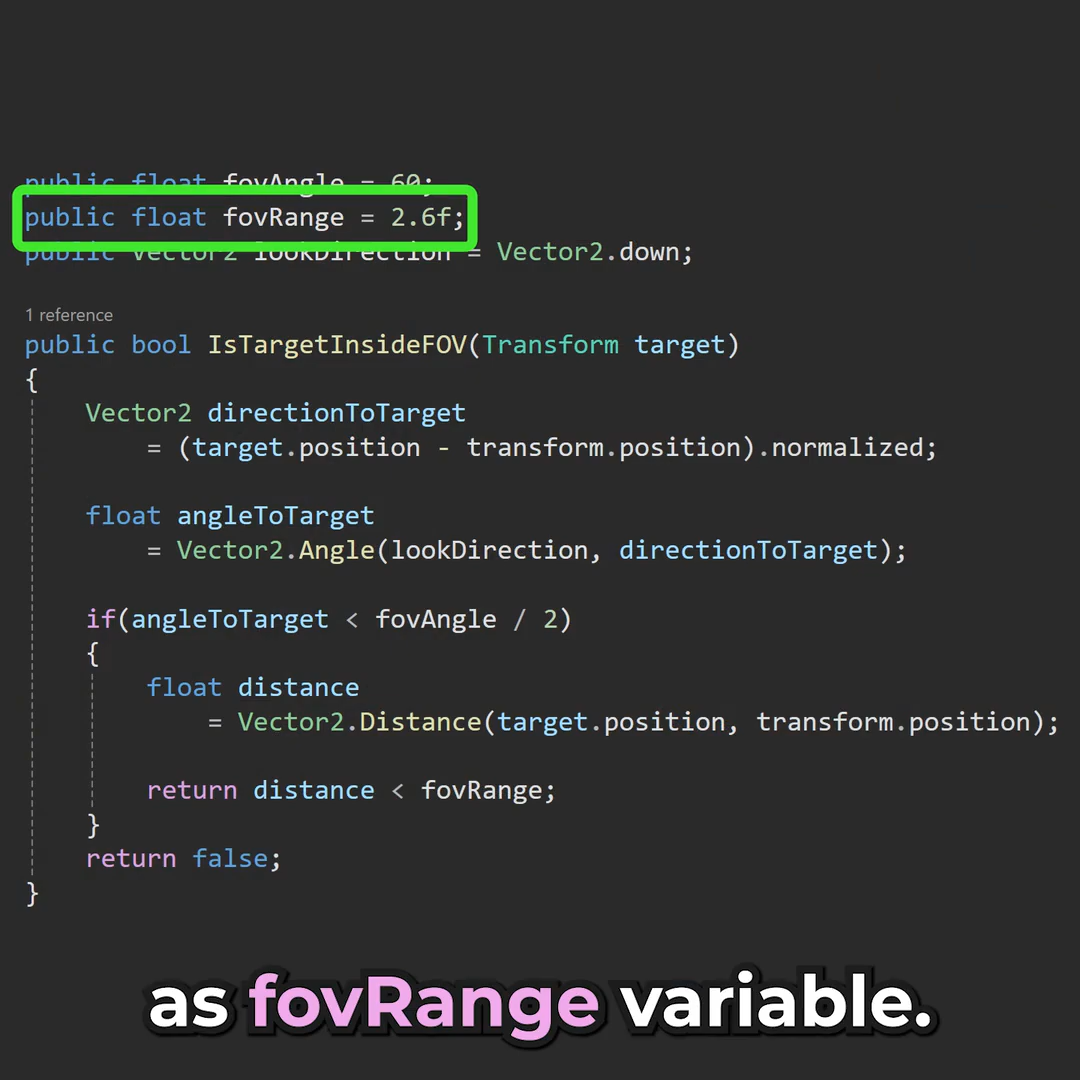 public float fovAngle = 60;
public float fovRange = 2.6f;
public Vector2 lookDirection = Vector2.down;
1 reference
public bool IsTargetInsideFOV(Transform target)
{
Vector2 directionToTarget
= (target.position - transform.position).normalized;
float angleToTarget
= Vector2.Angle(lookDirection, directionToTarget);
if(angleToTarget < fovAngle / 2)
{
float distance
= Vector2.Distance(target.position, transform.position);
return distance < fovRange;
}
return false;
}
as fovRange variable.